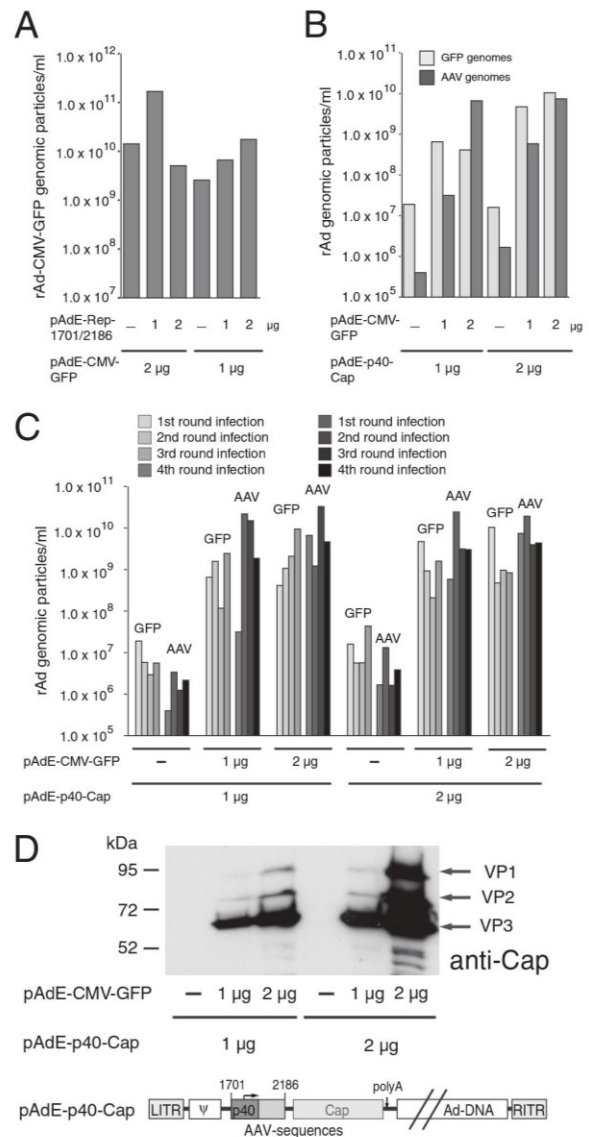 A
rAd-CMV-GFP genomic particles/ml
1.0 x 10^12
1.0 x 10^11
1.0 x 10^10
1.0 x 10^9
1.0 x 10^8
1.0 x 10^7
pAdE-Rep-1701/2186 – 1 2 – 1 2 µg
pAdE-CMV-GFP 2 µg 1 µg
B
GFP genomes
AAV genomes
rAd genomic particles/ml
1.0 x 10^11
1.0 x 10^10
1.0 x 10^9
1.0 x 10^8
1.0 x 10^7
1.0 x 10^6
1.0 x 10^5
pAdE-CMV-GFP – 1 2 – 1 2 µg
pAdE-p40-Cap 1 µg 2 µg
C
1st round infection 1st round infection
2nd round infection 2nd round infection
3rd round infection 3rd round infection
4th round infection 4th round infection
rAd genomic particles/ml
1.0 x 10^11
1.0 x 10^10
1.0 x 10^9
1.0 x 10^8
1.0 x 10^7
1.0 x 10^6
1.0 x 10^5
GFP AAV GFP AAV GFP AAV GFP AAV GFP AAV GFP AAV
pAdE-CMV-GFP – 1 µg 2 µg – 1 µg 2 µg
pAdE-p40-Cap 1 µg 2 µg
D
kDa
95 VP1
72 VP2
VP3
52
anti-Cap
pAdE-CMV-GFP – 1 µg 2 µg – 1 µg 2 µg
pAdE-p40-Cap 1 µg 2 µg
1701 2186 polyA
pAdE-p40-Cap LITR ψ p40 Cap Ad-DNA RITR
AAV-sequences